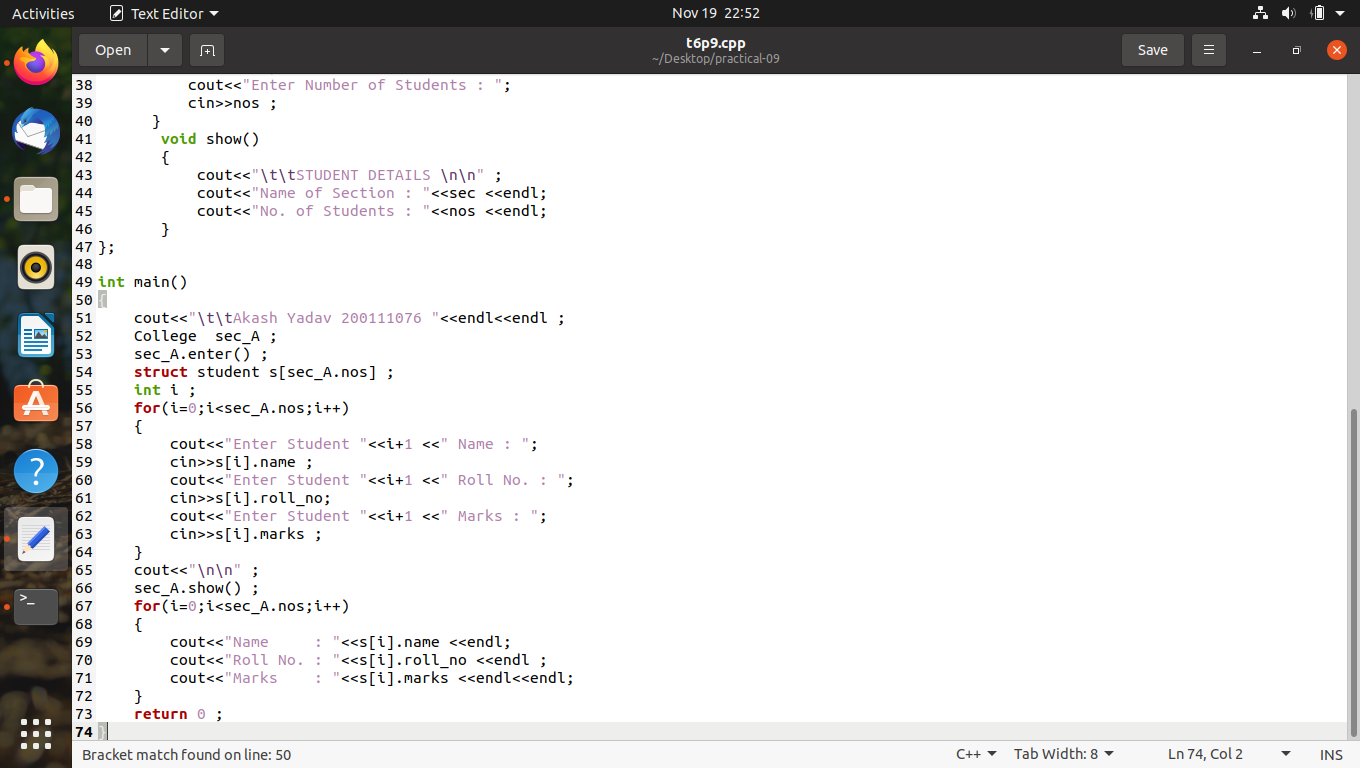 Activities Text Editor Nov 19 22:52
Open t6p9.cpp Save
~/Desktop/practical-09
38 cout<<"Enter Number of Students : ";
39 cin>>nos ;
40 }
41 void show()
42 {
43 cout<<"\t\tSTUDENT DETAILS \n\n" ;
44 cout<<"Name of Section : "<<sec <<endl;
45 cout<<"No. of Students : "<<nos <<endl;
46 }
47 };
48
49 int main()
50 {
51 cout<<"\t\tAkash Yadav 200111076 "<<endl<<endl ;
52 College  sec_A ;
53 sec_A.enter() ;
54 struct student s[sec_A.nos] ;
55 int i ;
56 for(i=0;i<sec_A.nos;i++)
57 {
58 cout<<"Enter Student "<<i+1 <<" Name : ";
59 cin>>s[i].name ;
60 cout<<"Enter Student "<<i+1 <<" Roll No. : ";
61 cin>>s[i].roll_no;
62 cout<<"Enter Student "<<i+1 <<" Marks : ";
63 cin>>s[i].marks ;
64 }
65 cout<<"\n\n" ;
66 sec_A.show() ;
67 for(i=0;i<sec_A.nos;i++)
68 {
69 cout<<"Name     : "<<s[i].name <<endl;
70 cout<<"Roll No. : "<<s[i].roll_no <<endl ;
71 cout<<"Marks    : "<<s[i].marks <<endl<<endl;
72 }
73 return 0 ;
74 }
Bracket match found on line: 50 C++ Tab Width: 8 Ln 74, Col 2 INS